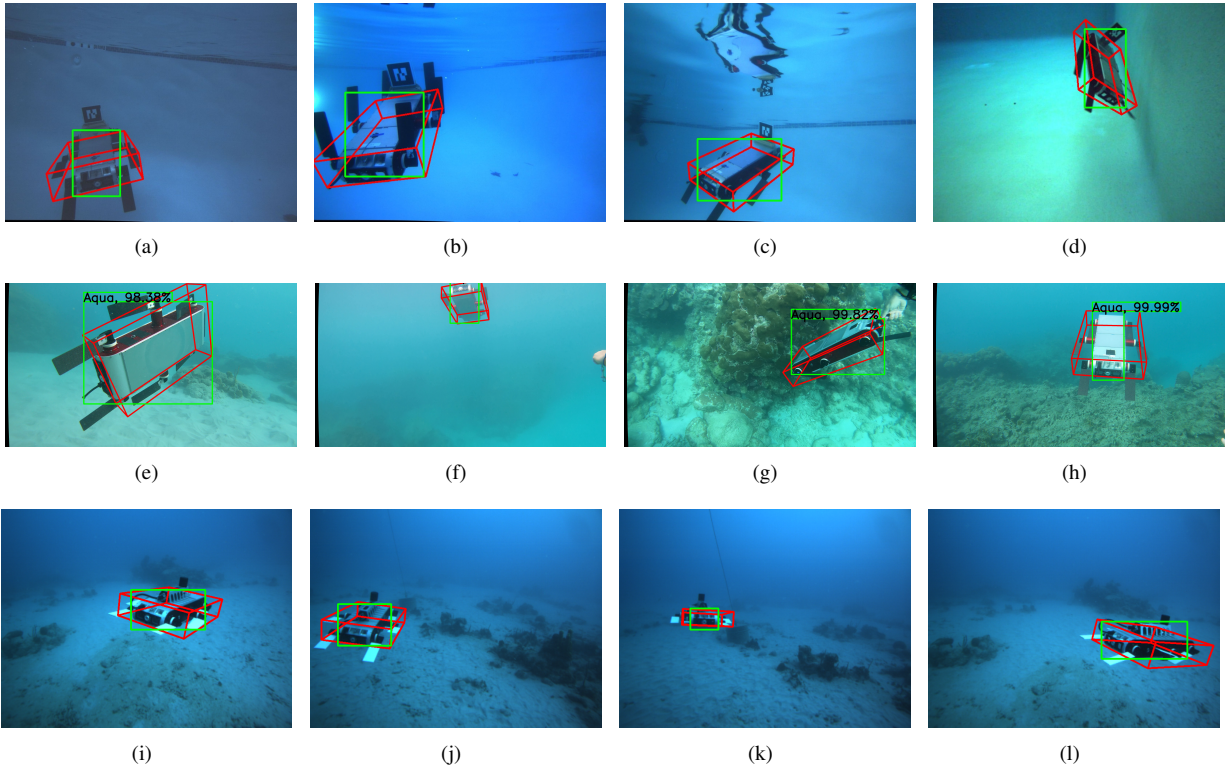 (a)
(b)
(c)
(d)
Aqua, 98.38%
Aqua, 99.82%
Aqua, 99.99%
(e)
(f)
(g)
(h)
(i)
(j)
(k)
(l)